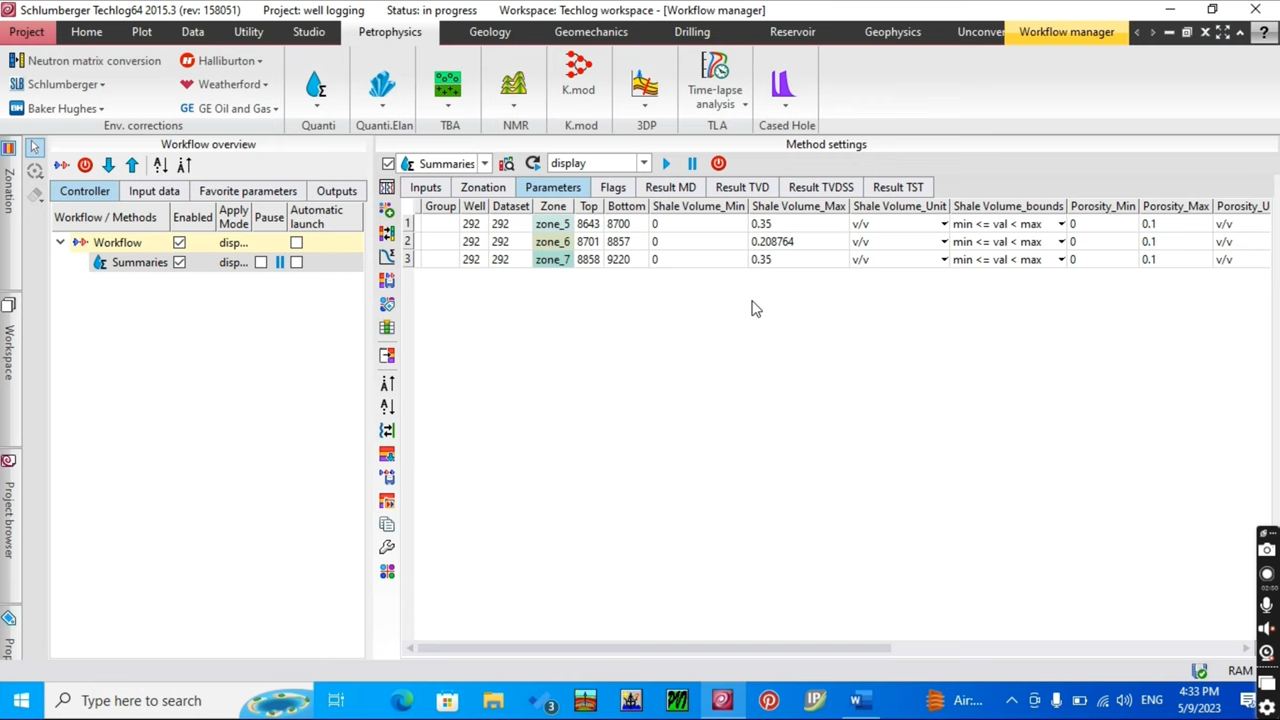 Schlumberger Techlog64 2015.3 (rev: 158051) Project: well logging Status: in progress Workspace: Techlog workspace - [Workflow manager]
Project Home Plot Data Utility Studio Petrophysics Geology Geomechanics Drilling Reservoir Geophysics Unconven Workflow manager
Neutron matrix conversion Halliburton
SLB Schlumberger Weatherford
BH Baker Hughes GE GE Oil and Gas
Env. corrections
Quanti
Quanti.Elan
TBA
NMR
K.mod
K.mod
3DP
Time-lapse
analysis
TLA
Cased Hole
Zonation
Workspace
Project browser
Prop
Workflow overview
Controller Input data Favorite parameters Outputs
Workflow / Methods Enabled Apply Mode Pause Automatic launch
Workflow disp...
Summaries disp...
Method settings
Summaries display
Inputs Zonation Parameters Flags Result MD Result TVD Result TVDSS Result TST
Group Well Dataset Zone Top Bottom Shale Volume_Min Shale Volume_Max Shale Volume_Unit Shale Volume_bounds Porosity_Min Porosity_Max Porosity_U
1 292 292 zone_5 8643 8700 0 0.35 v/v min <= val < max 0 0.1 v/v
2 292 292 zone_6 8701 8857 0 0.208764 v/v min <= val < max 0 0.1 v/v
3 292 292 zone_7 8858 9220 0 0.35 v/v min <= val < max 0 0.1 v/v
RAM
Type here to search
3
IP
Air:...
ENG
4:33 PM
5/9/2023